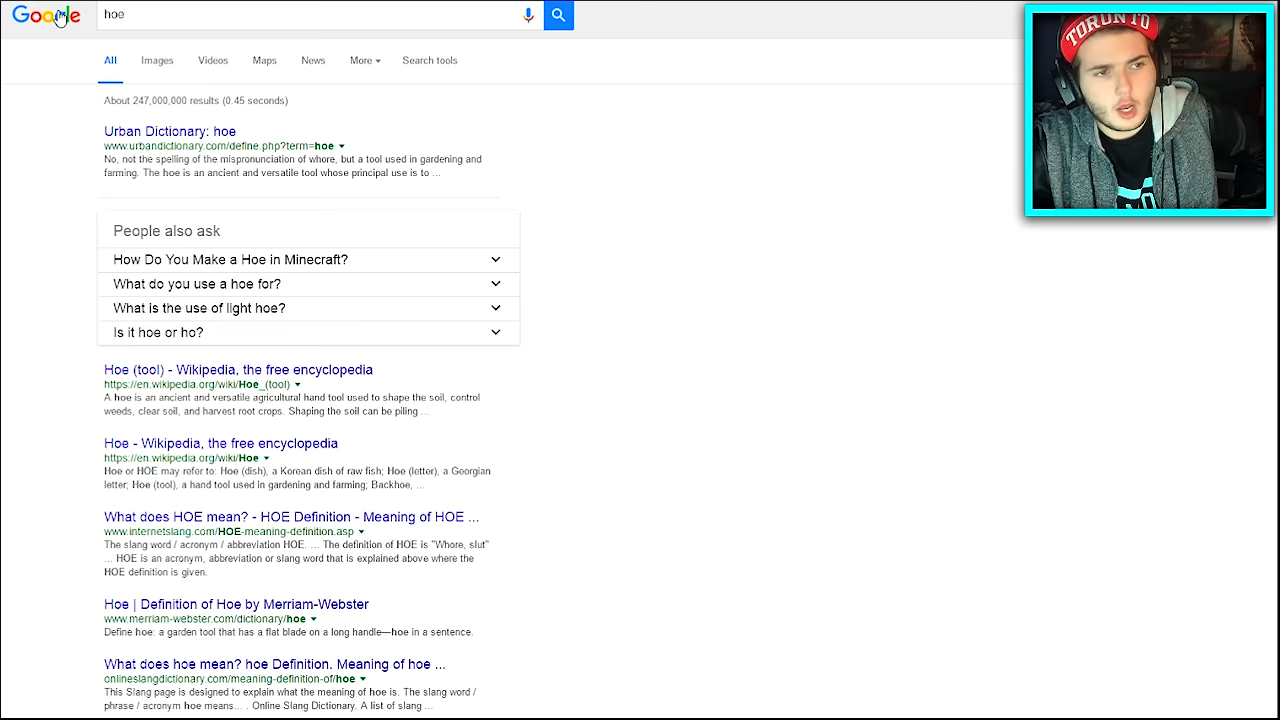 Google
hoe
All Images Videos Maps News More Search tools
About 247,000,000 results (0.45 seconds)
Urban Dictionary: hoe
www.urbandictionary.com/define.php?term=hoe
No, not the spelling of the mispronunciation of whore, but a tool used in gardening and
farming. The hoe is an ancient and versatile tool whose principal use is to ...
People also ask
How Do You Make a Hoe in Minecraft?
What do you use a hoe for?
What is the use of light hoe?
Is it hoe or ho?
Hoe (tool) - Wikipedia, the free encyclopedia
https://en.wikipedia.org/wiki/Hoe_(tool)
A hoe is an ancient and versatile agricultural hand tool used to shape the soil, control
weeds, clear soil, and harvest root crops. Shaping the soil can be piling ...
Hoe - Wikipedia, the free encyclopedia
https://en.wikipedia.org/wiki/Hoe
Hoe or HOE may refer to: Hoe (dish), a Korean dish of raw fish; Hoe (letter), a Georgian
letter; Hoe (tool), a hand tool used in gardening and farming; Backhoe, ...
What does HOE mean? - HOE Definition - Meaning of HOE ...
www.internetslang.com/HOE-meaning-definition.asp
The slang word / acronym / abbreviation HOE. ... The definition of HOE is "Whore, slut"
... HOE is an acronym, abbreviation or slang word that is explained above where the
HOE definition is given.
Hoe | Definition of Hoe by Merriam-Webster
www.merriam-webster.com/dictionary/hoe
Define hoe: a garden tool that has a flat blade on a long handle—hoe in a sentence.
What does hoe mean? hoe Definition. Meaning of hoe ...
onlineslangdictionary.com/meaning-definition-of/hoe
This Slang page is designed to explain what the meaning of hoe is. The slang word /
phrase / acronym hoe means... . Online Slang Dictionary. A list of slang ...
TORONTO